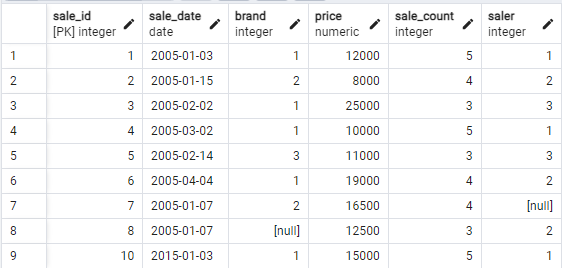 sale_id sale_date brand price sale_count saler
[PK] integer date integer numeric integer integer
1 1 2005-01-03 1 12000 5 1
2 2 2005-01-15 2 8000 4 2
3 3 2005-02-02 1 25000 3 3
4 4 2005-03-02 1 10000 5 1
5 5 2005-02-14 3 11000 3 3
6 6 2005-04-04 1 19000 4 2
7 7 2005-01-07 2 16500 4 [null]
8 8 2005-01-07 [null] 12500 3 2
9 10 2015-01-03 1 15000 5 1